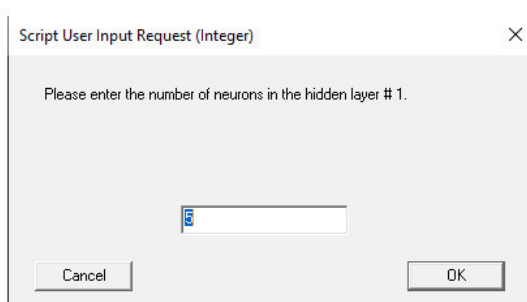 Script User Input Request (Integer)
Please enter the number of neurons in the hidden layer # 1.
5
Cancel
OK